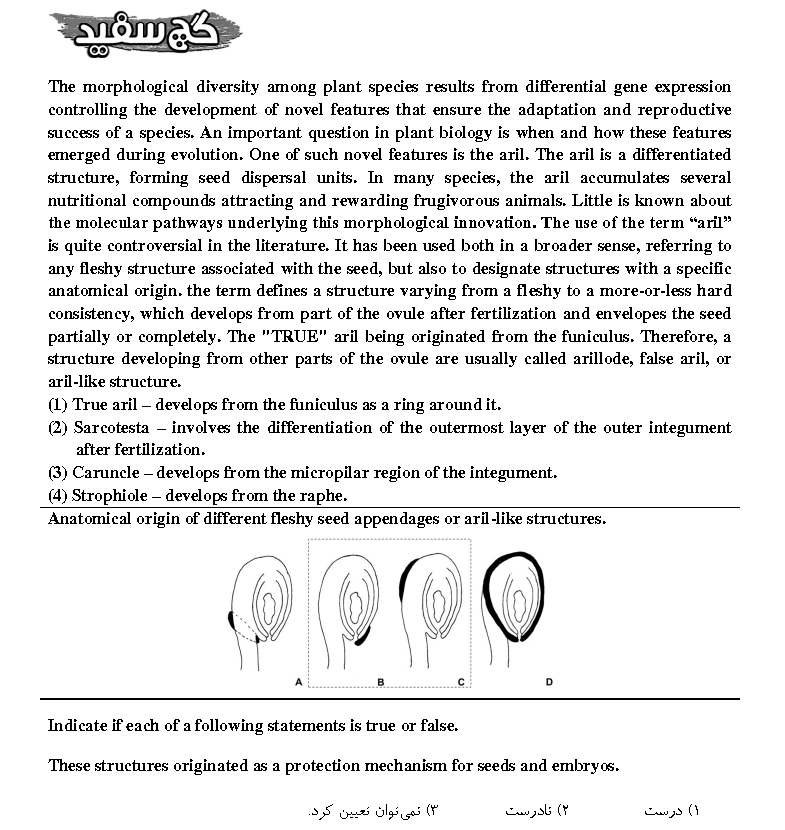 گچ سفید
The morphological diversity among plant species results from differential gene expression
controlling the development of novel features that ensure the adaptation and reproductive
success of a species. An important question in plant biology is when and how these features
emerged during evolution. One of such novel features is the aril. The aril is a differentiated
structure, forming seed dispersal units. In many species, the aril accumulates several
nutritional compounds attracting and rewarding frugivorous animals. Little is known about
the molecular pathways underlying this morphological innovation. The use of the term “aril”
is quite controversial in the literature. It has been used both in a broader sense, referring to
any fleshy structure associated with the seed, but also to designate structures with a specific
anatomical origin. the term defines a structure varying from a fleshy to a more-or-less hard
consistency, which develops from part of the ovule after fertilization and envelopes the seed
partially or completely. The "TRUE" aril being originated from the funiculus. Therefore, a
structure developing from other parts of the ovule are usually called arillode, false aril, or
aril-like structure.
(1) True aril – develops from the funiculus as a ring around it.
(2) Sarcotesta – involves the differentiation of the outermost layer of the outer integument
after fertilization.
(3) Caruncle – develops from the micropilar region of the integument.
(4) Strophiole – develops from the raphe.
Anatomical origin of different fleshy seed appendages or aril-like structures.
A B C D
Indicate if each of a following statements is true or false.
These structures originated as a protection mechanism for seeds and embryos.
۱) درست ۲) نادرست ۳) نمی‌توان تعیین کرد.